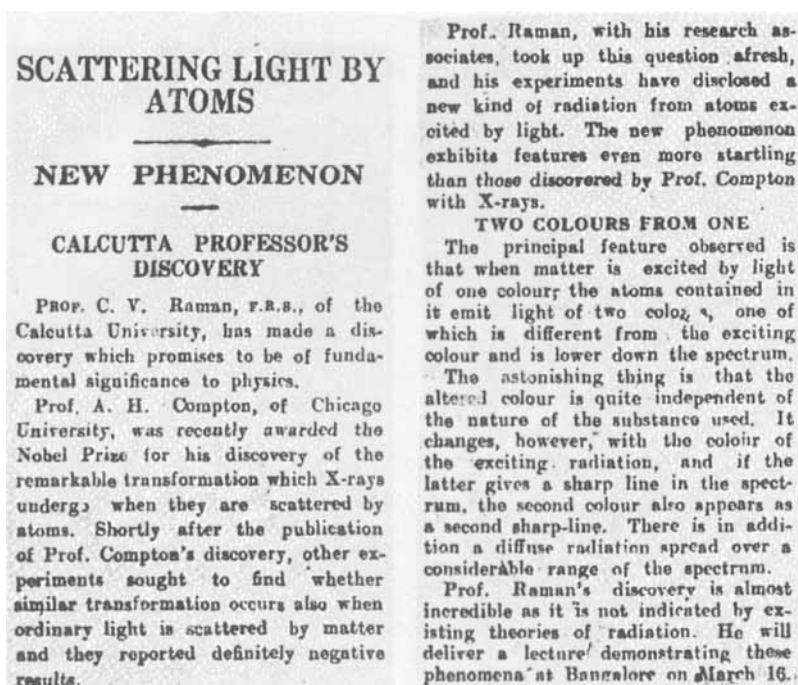 SCATTERING LIGHT BY
ATOMS
NEW PHENOMENON
CALCUTTA PROFESSOR'S
DISCOVERY
PROF. C. V. Raman, F.R.S., of the
Calcutta University, has made a dis-
covery which promises to be of funda-
mental significance to physics.
Prof. A. H. Compton, of Chicago
University, was recently awarded the
Nobel Prize for his discovery of the
remarkable transformation which X-rays
undergo when they are scattered by
atoms. Shortly after the publication
of Prof. Compton's discovery, other ex-
periments sought to find whether
similar transformation occurs also when
ordinary light is scattered by matter
and they reported definitely negative
results.
Prof. Raman, with his research as-
sociates, took up this question afresh,
and his experiments have disclosed a
new kind of radiation from atoms ex-
cited by light. The new phenomenon
exhibits features even more startling
than those discovered by Prof. Compton
with X-rays.
TWO COLOURS FROM ONE
The principal feature observed is
that when matter is excited by light
of one colour, the atoms contained in
it emit light of two one of
which is different from the exciting
colour and is lower down the spectrum.
The astonishing thing is that the
altered colour is quite independent of
the nature of the substance used. It
changes, however, with the colour of
the exciting radiation, and if the
latter gives a sharp line in the spect-
rum, the second colour also appears as
a second sharp-line. There is in addi-
tion a diffuse radiation spread over a
considerable range of the spectrum.
Prof. Raman's discovery is almost
incredible as it is not indicated by ex-
isting theories of radiation. He will
deliver a lecture demonstrating these
phenomena at Bangalore on March 16.